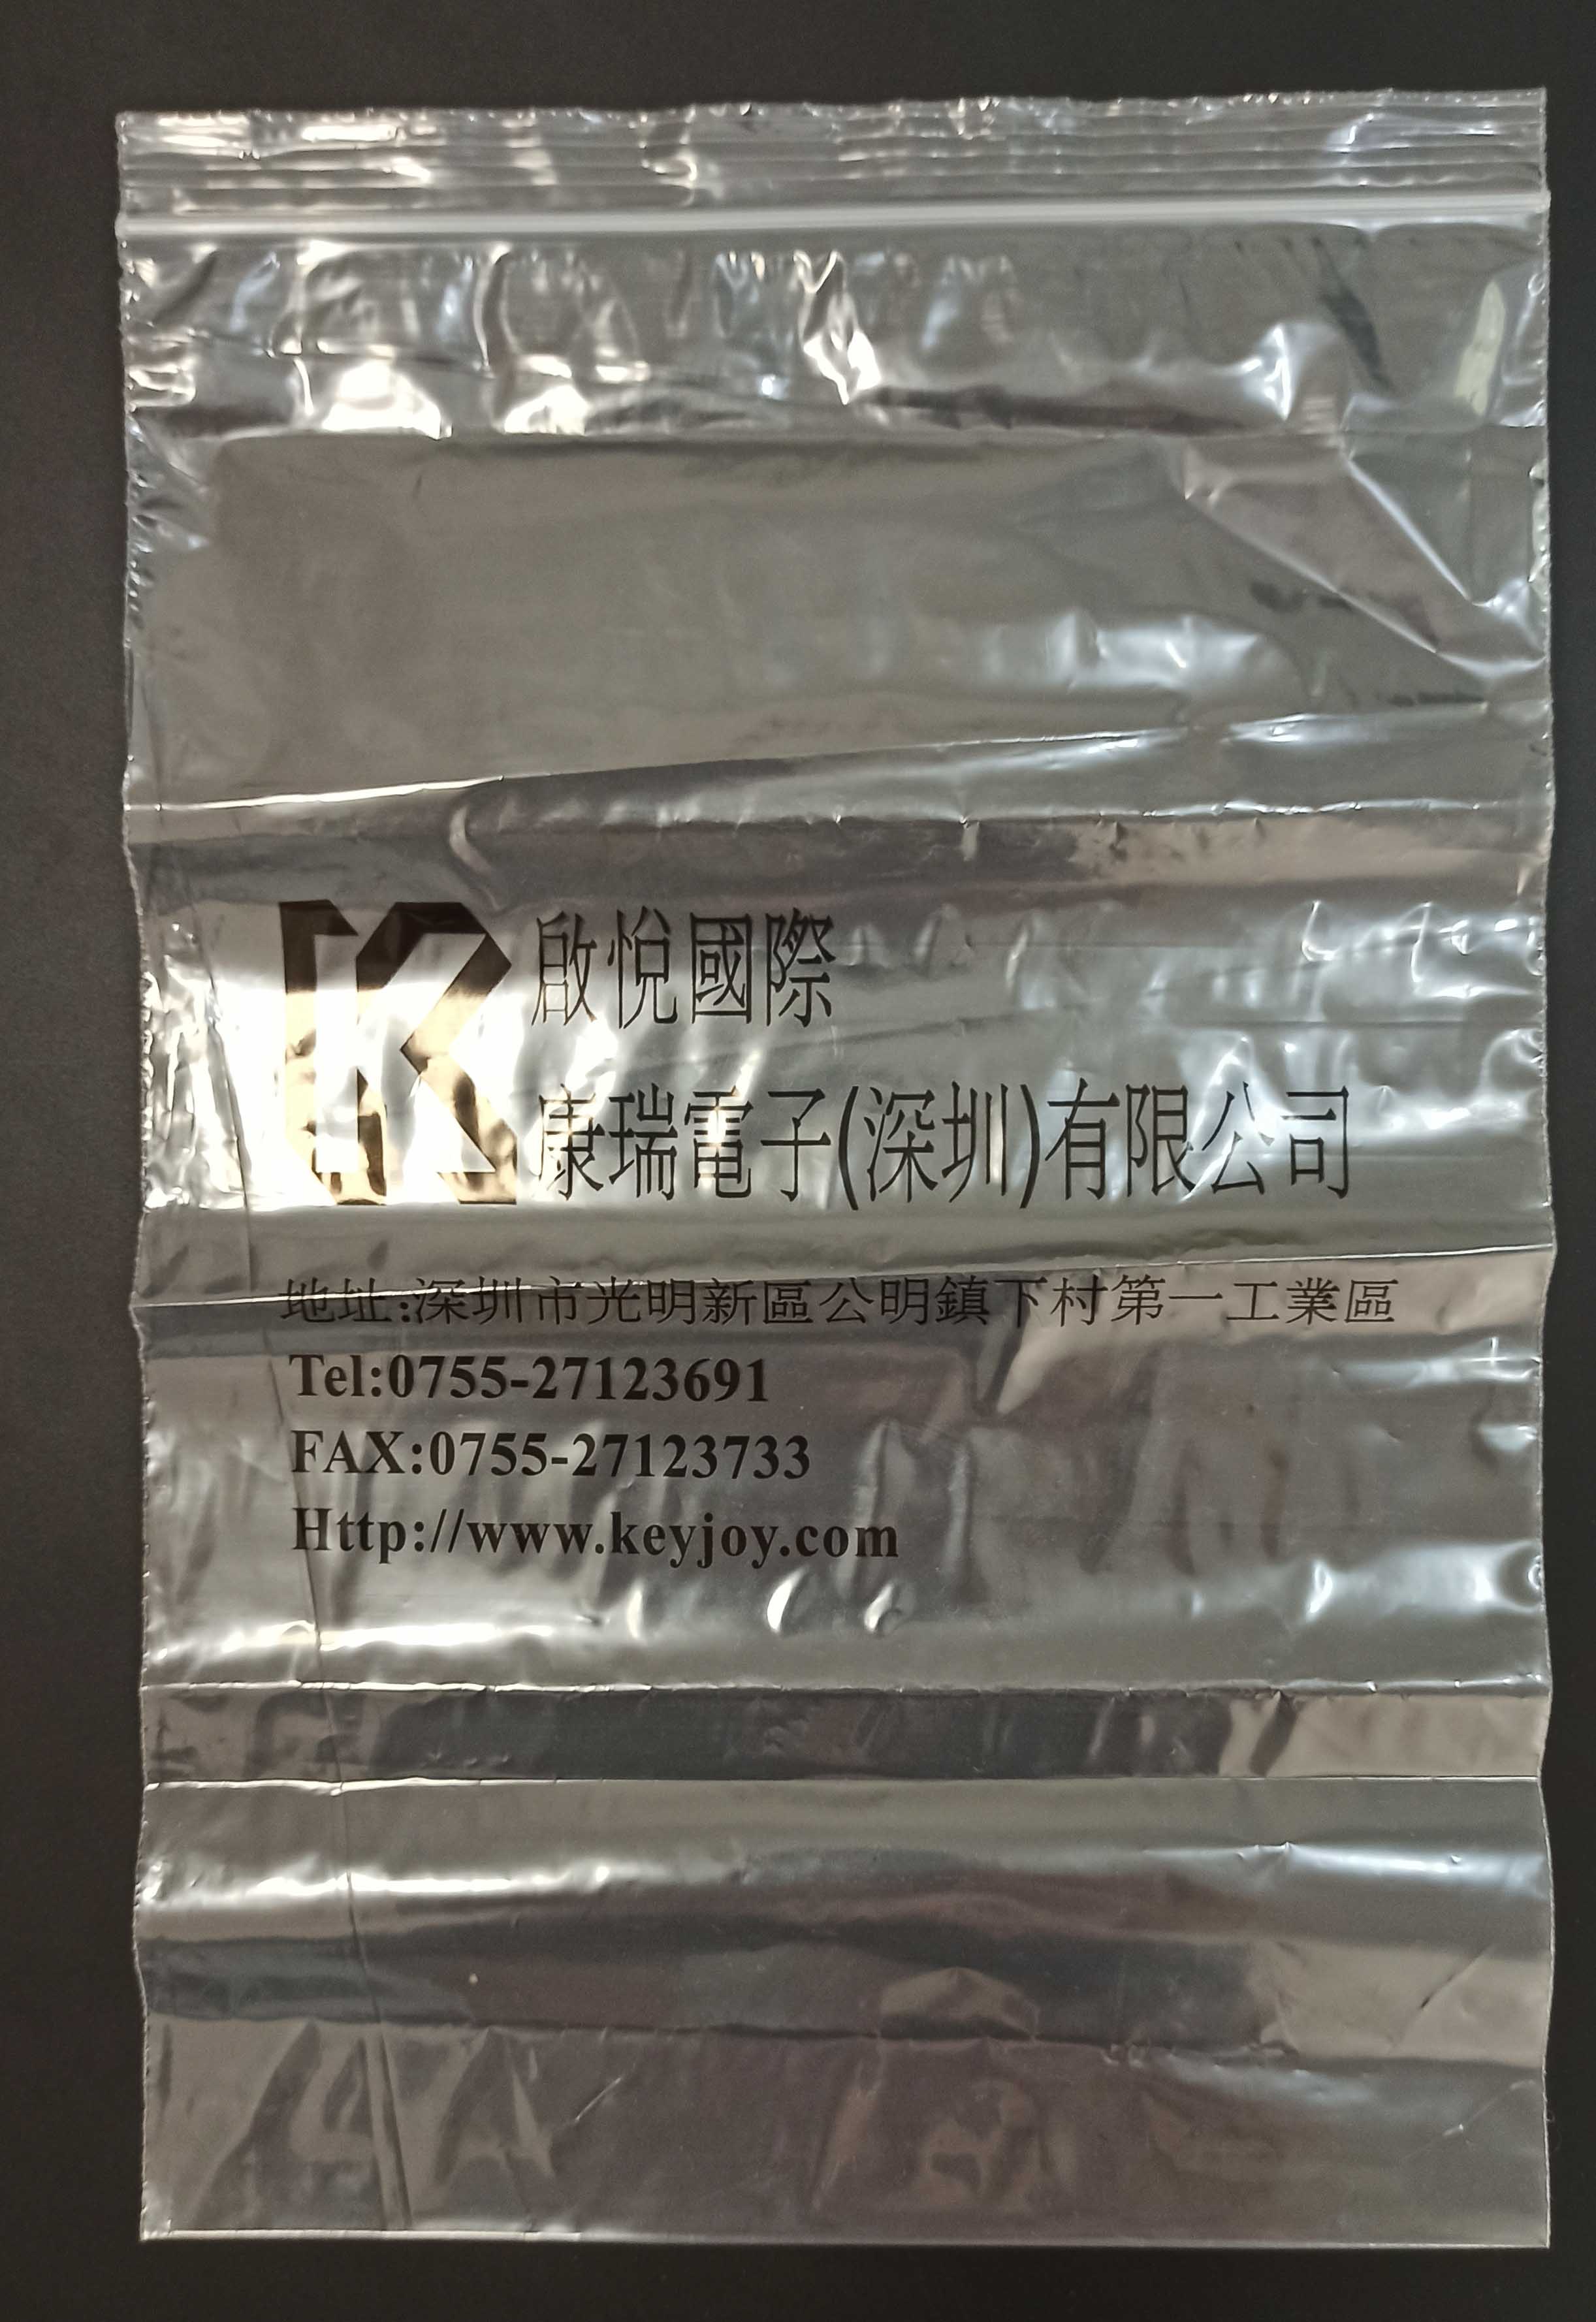 K
啟悅國際
康瑞電子(深圳)有限公司
地址:深圳市光明新區公明鎮下村第一工業區
Tel:0755-27123691
FAX:0755-27123733
Http://www.keyjoy.com